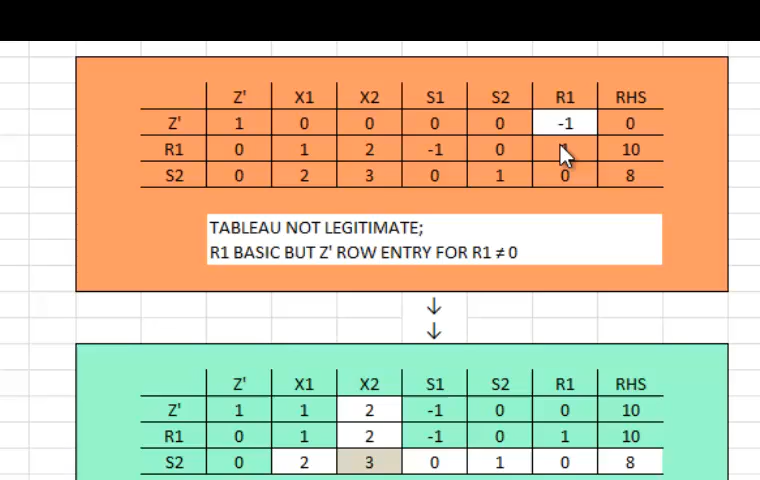 Z' X1 X2 S1 S2 R1 RHS
Z' 1 0 0 0 0 -1 0
R1 0 1 2 -1 0 10
S2 0 2 3 0 1 0 8
TABLEAU NOT LEGITIMATE;
R1 BASIC BUT Z' ROW ENTRY FOR R1 ≠ 0
↓
↓
Z' X1 X2 S1 S2 R1 RHS
Z' 1 1 2 -1 0 0 10
R1 0 1 2 -1 0 1 10
S2 0 2 3 0 1 0 8